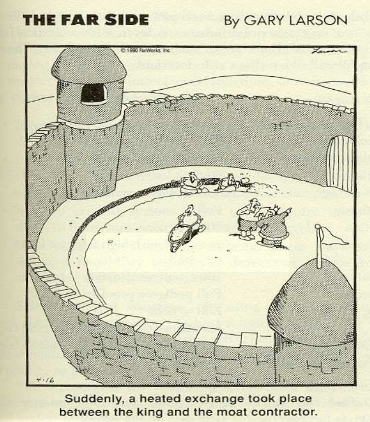 THE FAR SIDE By GARY LARSON
© 1990 FarWorks, Inc.
Larson
4-16
Suddenly, a heated exchange took place
between the king and the moat contractor.